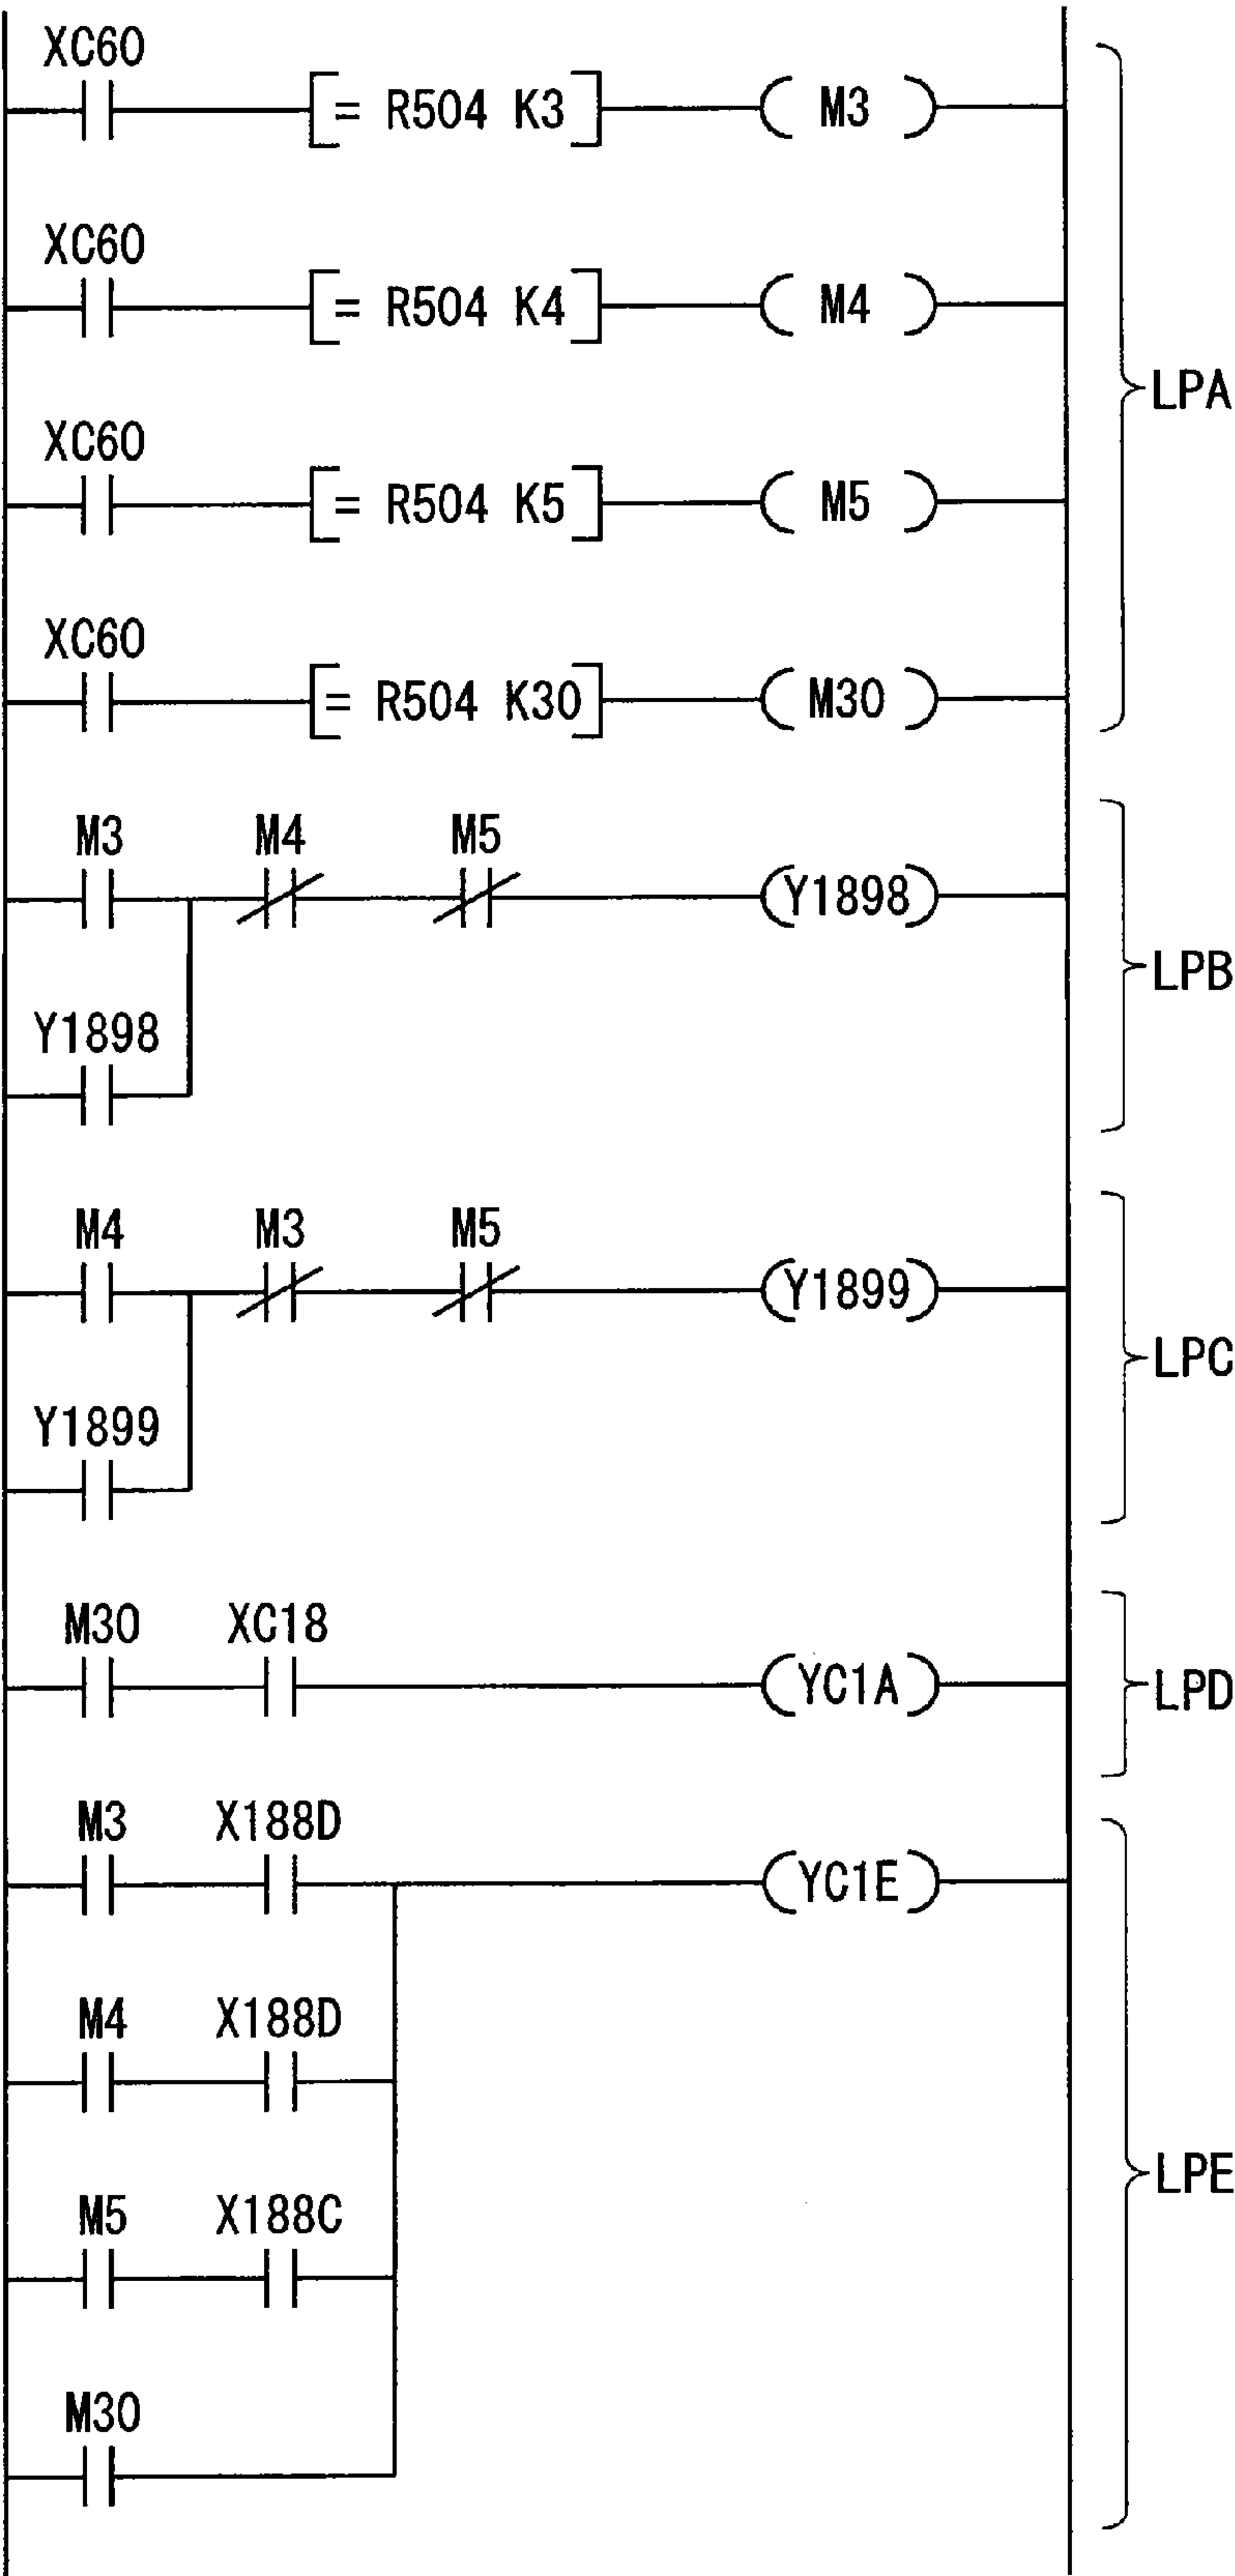 XC60
= R504 K3 M3
XC60
= R504 K4 M4
LPA
XC60
= R504 K5 M5
XC60
= R504 K30 M30
M3 M4 M5
Y1898
LPB
Y1898
M4 M3 M5
Y1899
LPC
Y1899
M30 XC18
YC1A
LPD
M3 X188D
YC1E
M4 X188D
LPE
M5 X188C
M30